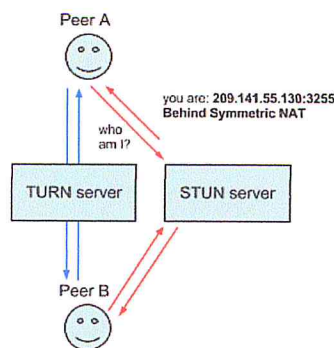 Peer A
you are: 209.141.55.130:3255
Behind Symmetric NAT
who
am I?
TURN server
STUN server
Peer B